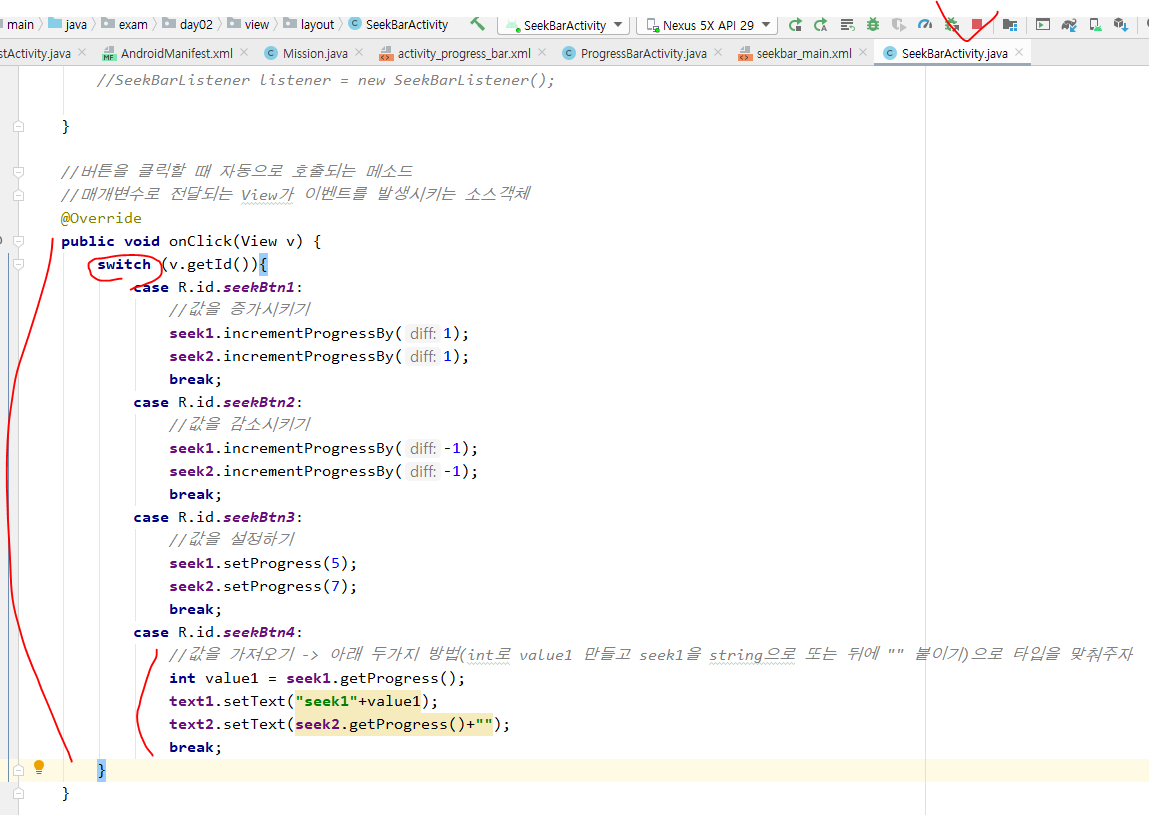 main java exam day02 view layout SeekBarActivity SeekBarActivity Nexus 5X API 29
stActivity.java AndroidManifest.xml Mission.java activity_progress_bar.xml ProgressBarActivity.java seekbar_main.xml SeekBarActivity.java
//SeekBarListener listener = new SeekBarListener();
}
//버튼을 클릭할 때 자동으로 호출되는 메소드
//매개변수로 전달되는 View가 이벤트를 발생시키는 소스객체
@Override
public void onClick(View v) {
switch (v.getId()){
case R.id.seekBtn1:
//값을 증가시키기
seek1.incrementProgressBy( diff: 1);
seek2.incrementProgressBy( diff: 1);
break;
case R.id.seekBtn2:
//값을 감소시키기
seek1.incrementProgressBy( diff: -1);
seek2.incrementProgressBy( diff: -1);
break;
case R.id.seekBtn3:
//값을 설정하기
seek1.setProgress(5);
seek2.setProgress(7);
break;
case R.id.seekBtn4:
//값을 가져오기 -> 아래 두가지 방법(int로 value1 만들고 seek1을 string으로 또는 뒤에 "" 붙이기)으로 타입을 맞춰주자
int value1 = seek1.getProgress();
text1.setText("seek1"+value1);
text2.setText(seek2.getProgress()+"");
break;
}
}